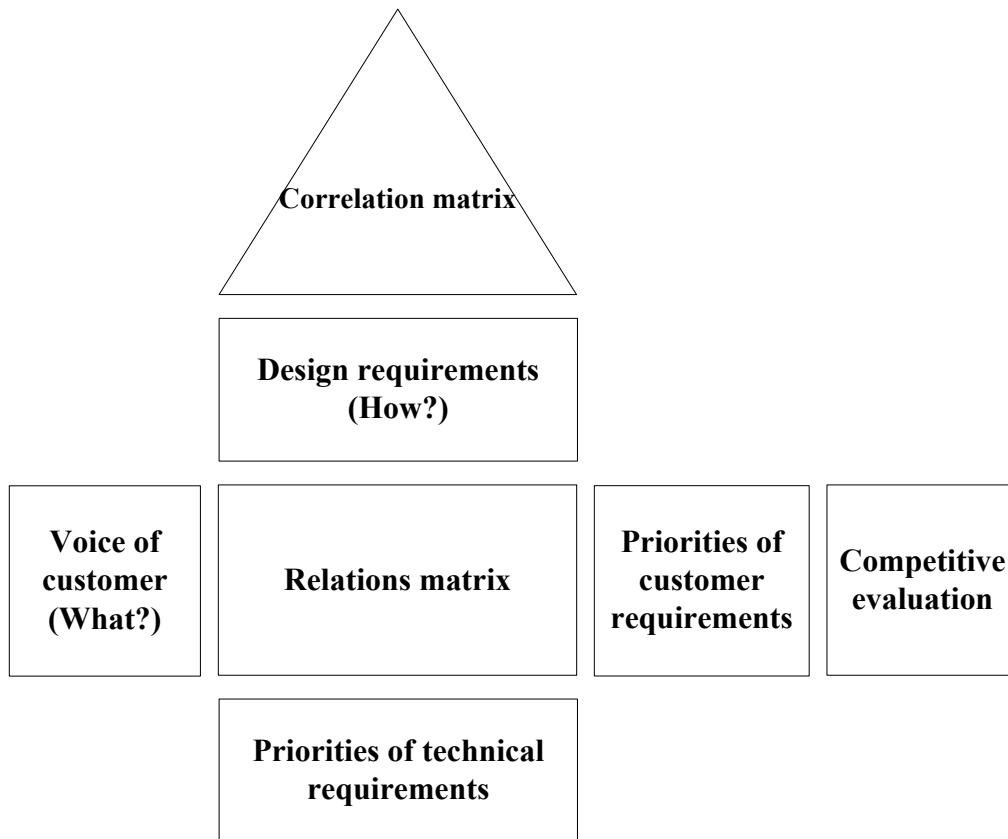 Correlation matrix
Design requirements
(How?)
Voice of
customer
(What?)
Relations matrix
Priorities of
customer
requirements
Competitive
evaluation
Priorities of technical
requirements